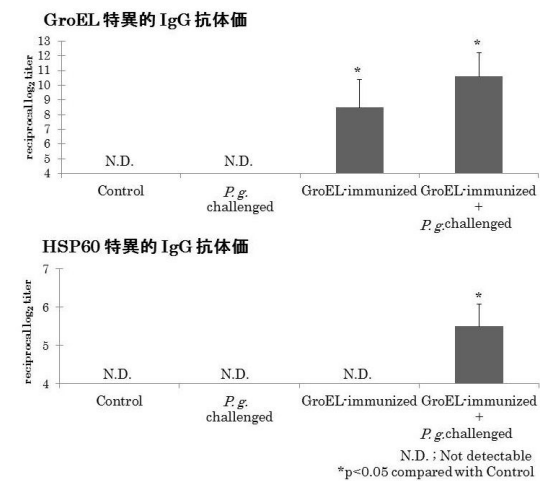 GroEL 特異的 IgG 抗体価
reciprocal log2 titer
13
12
11
10
9
8
7
6
5
4
N.D.
N.D.
*
*
Control
P. g. challenged
GroEL-immunized
GroEL-immunized + P. g.challenged
HSP60 特異的 IgG 抗体価
reciprocal log2 titer
7
6
5
4
N.D.
N.D.
N.D.
*
Control
P. g. challenged
GroEL-immunized
GroEL-immunized + P. g.challenged
N.D. ; Not detectable
*p<0.05 compared with Control